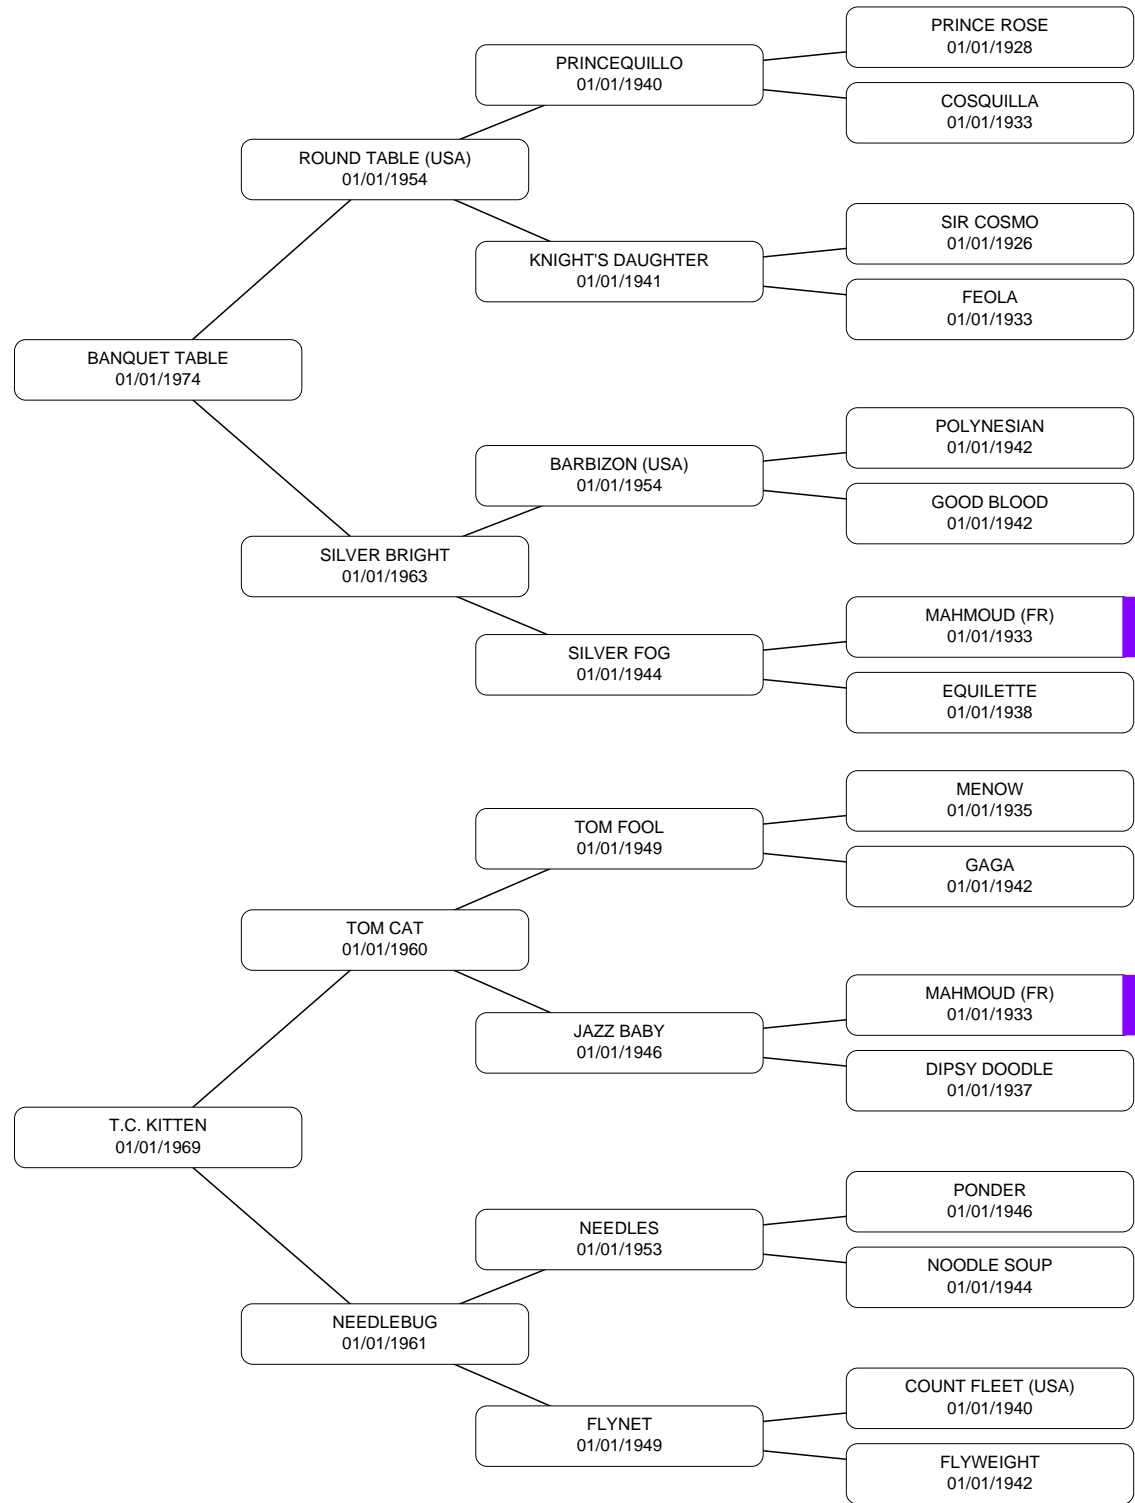 PRINCE ROSE
01/01/1928
PRINCEQUILLO
01/01/1940
COSQUILLA
01/01/1933
ROUND TABLE (USA)
01/01/1954
SIR COSMO
01/01/1926
KNIGHT'S DAUGHTER
01/01/1941
FEOLA
01/01/1933
BANQUET TABLE
01/01/1974
POLYNESIAN
01/01/1942
BARBIZON (USA)
01/01/1954
GOOD BLOOD
01/01/1942
SILVER BRIGHT
01/01/1963
MAHMOUD (FR)
01/01/1933
SILVER FOG
01/01/1944
EQUILETTE
01/01/1938
MENOW
01/01/1935
TOM FOOL
01/01/1949
GAGA
01/01/1942
TOM CAT
01/01/1960
MAHMOUD (FR)
01/01/1933
JAZZ BABY
01/01/1946
DIPSY DOODLE
01/01/1937
T.C. KITTEN
01/01/1969
PONDER
01/01/1946
NEEDLES
01/01/1953
NOODLE SOUP
01/01/1944
NEEDLEBUG
01/01/1961
COUNT FLEET (USA)
01/01/1940
FLYNET
01/01/1949
FLYWEIGHT
01/01/1942